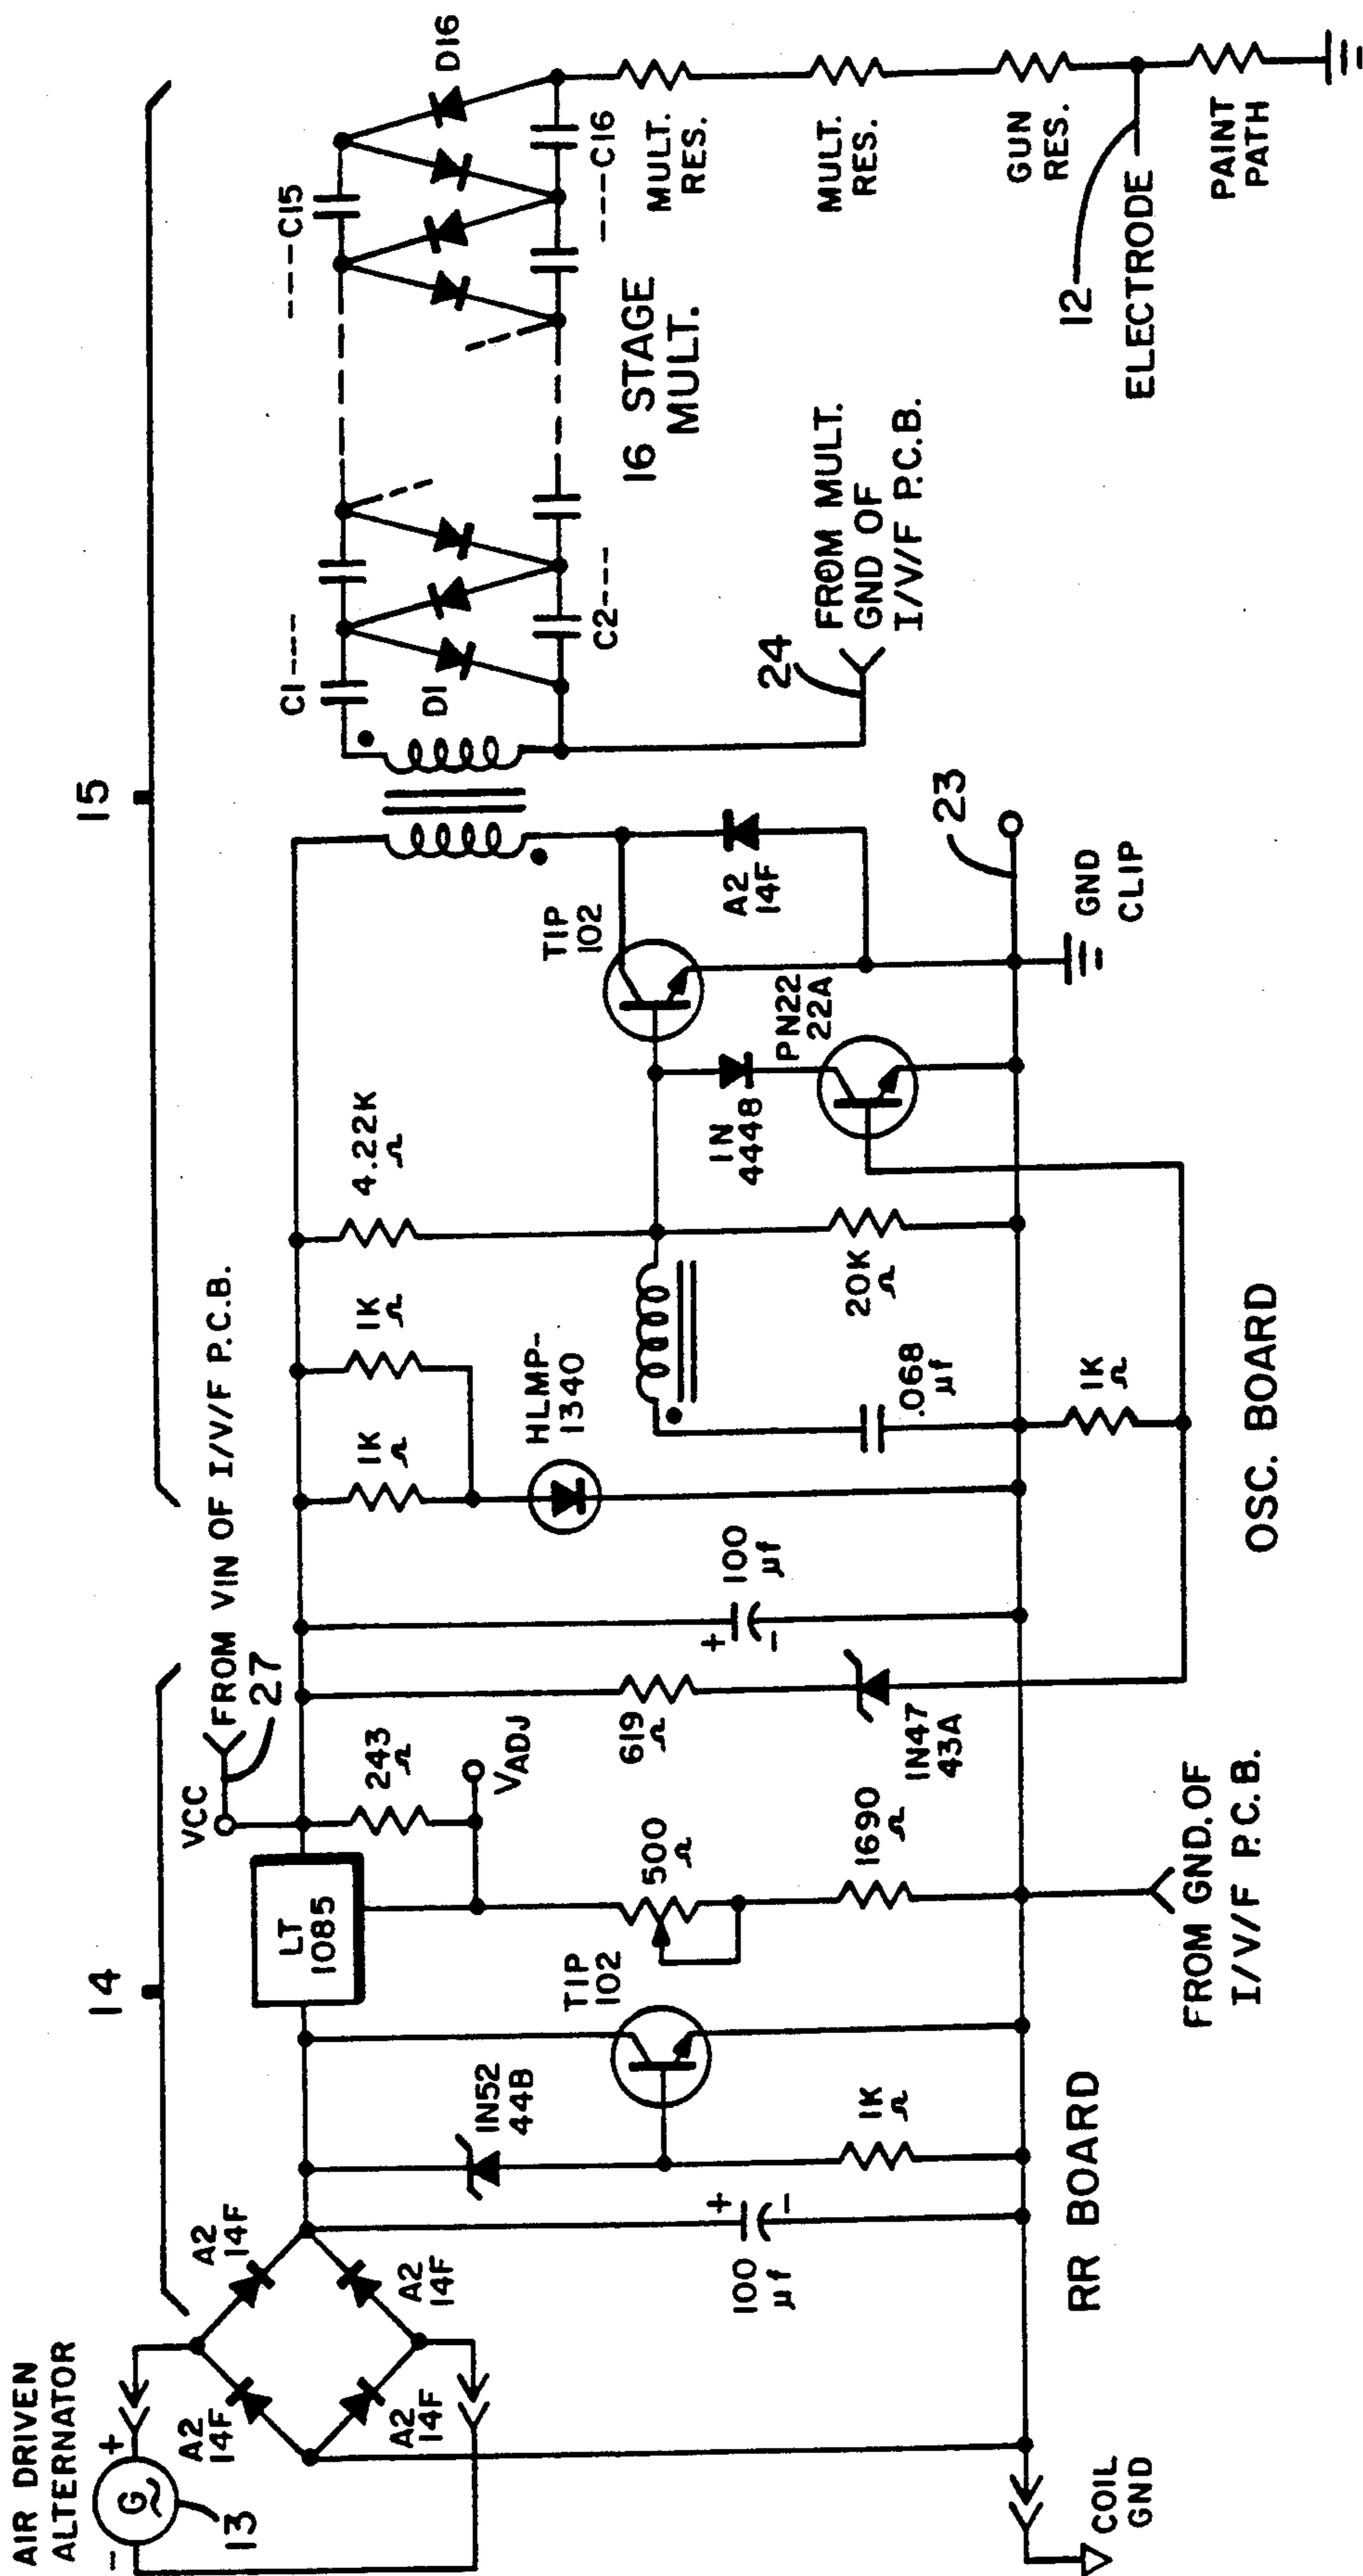 AIR DRIVEN
ALTERNATOR
+
G
-
13
A2
14F
A2
14F
A2
14F
A2
14F
14
100
µf
+
-
IN52
44B
1K
Ω
TIP
102
LT
1085
VCC
27
FROM VIN OF I/V/F P.C.B.
243
Ω
VADJ
500
Ω
1690
Ω
619
Ω
IN47
43A
COIL
GND
RR BOARD
FROM GND. OF
I/V/F P.C.B.
15
100
µf
+
-
1K
Ω
1K
Ω
HLMP-
1340
4.22K
Ω
.068
µf
20K
Ω
1K
Ω
IN
4448
PN22
22A
TIP
102
A2
14F
23
GND
CLIP
OSC. BOARD
C1---
D1
C2---
---C15
D16
---C16
16 STAGE
MULT.
24
FROM MULT.
GND OF
I/V/F P.C.B.
MULT.
RES.
MULT.
RES.
GUN
RES.
12
ELECTRODE
PAINT
PATH